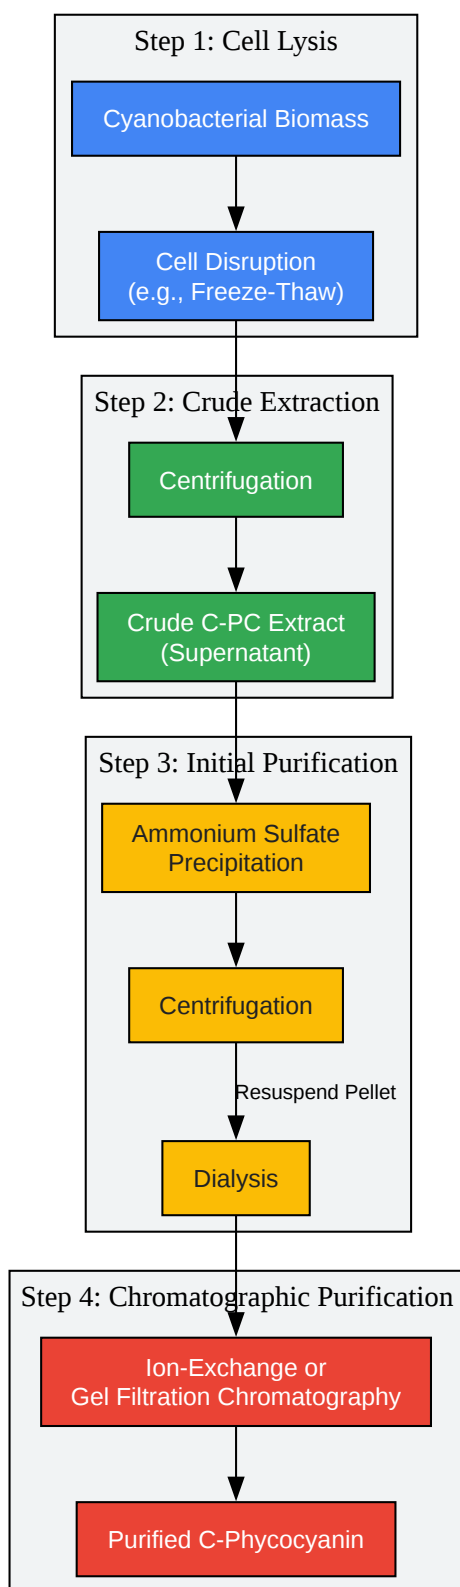 Step 1: Cell Lysis
Cyanobacterial Biomass
Cell Disruption
(e.g., Freeze-Thaw)
Step 2: Crude Extraction
Centrifugation
Crude C-PC Extract
(Supernatant)
Step 3: Initial Purification
Ammonium Sulfate
Precipitation
Centrifugation
Resuspend Pellet
Dialysis
Step 4: Chromatographic Purification
Ion-Exchange or
Gel Filtration Chromatography
Purified C-Phycocyanin